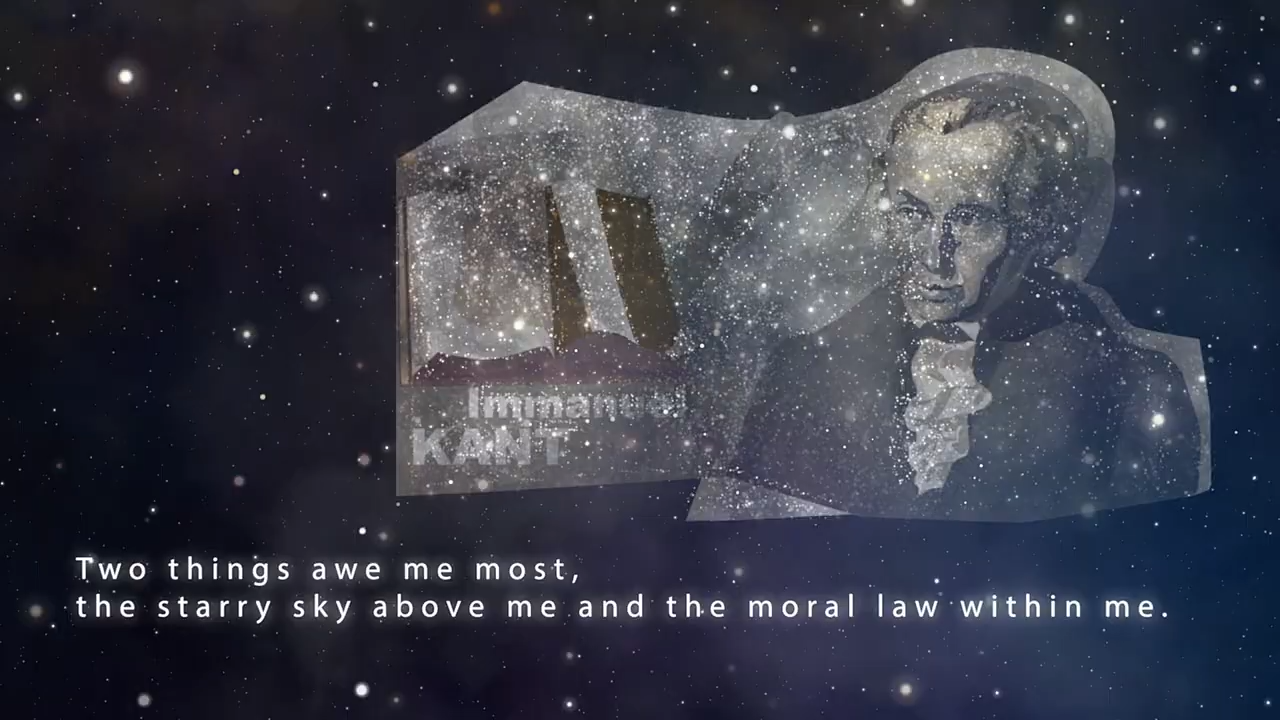 Immanuel
KANT
Two things awe me most,
the starry sky above me and the moral law within me.